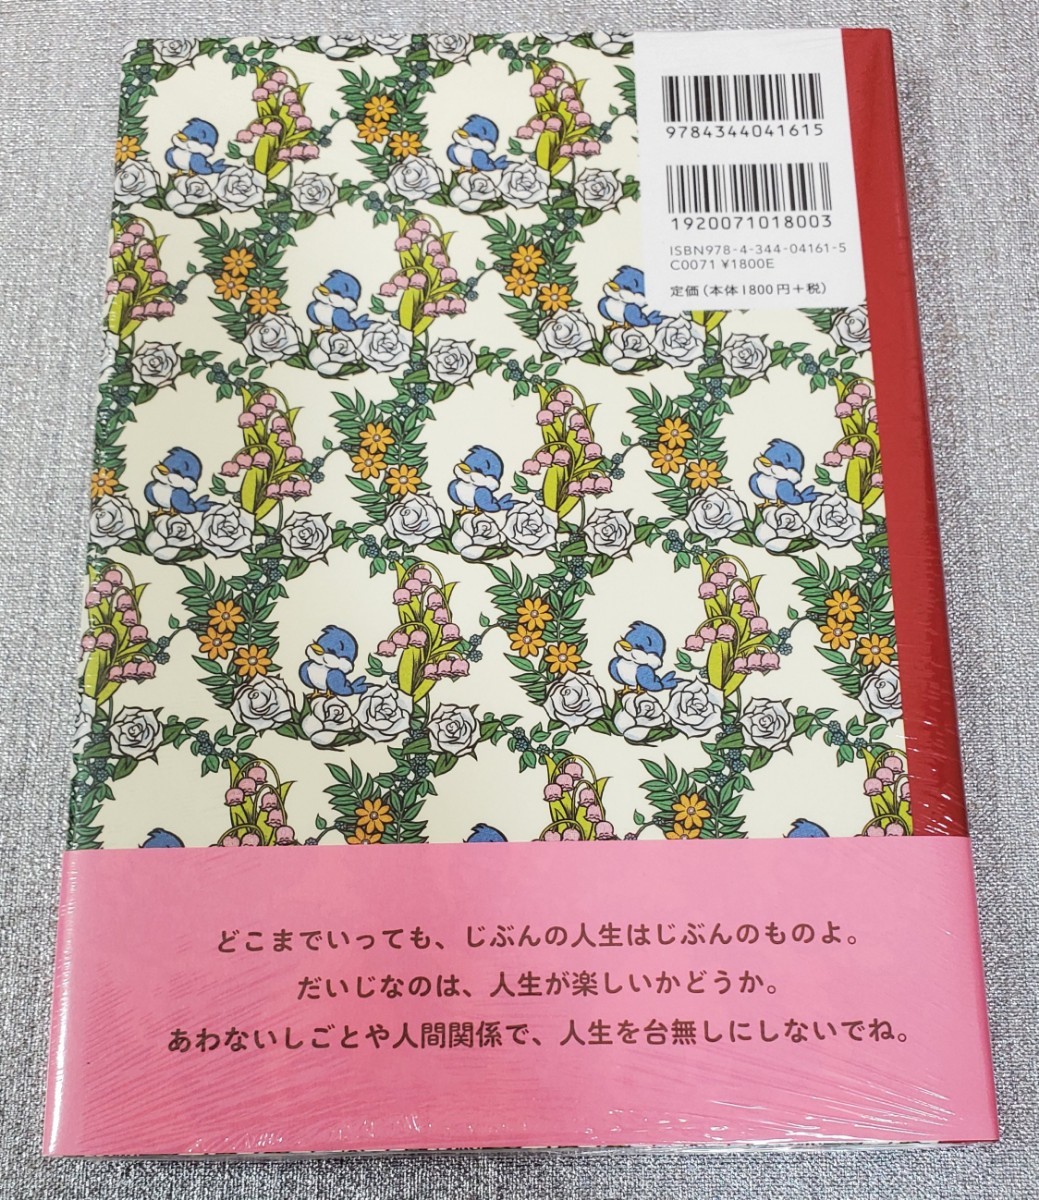 9784344041615
1920071018003
ISBN978-4-344-04161-5
C0071 ¥1800E
定価(本体1800円+税)
どこまでいっても、じぶんの人生はじぶんのものよ。
だいじなのは、人生が楽しいかどうか。
あわないしごとや人間関係で、人生を台無しにしないでね。